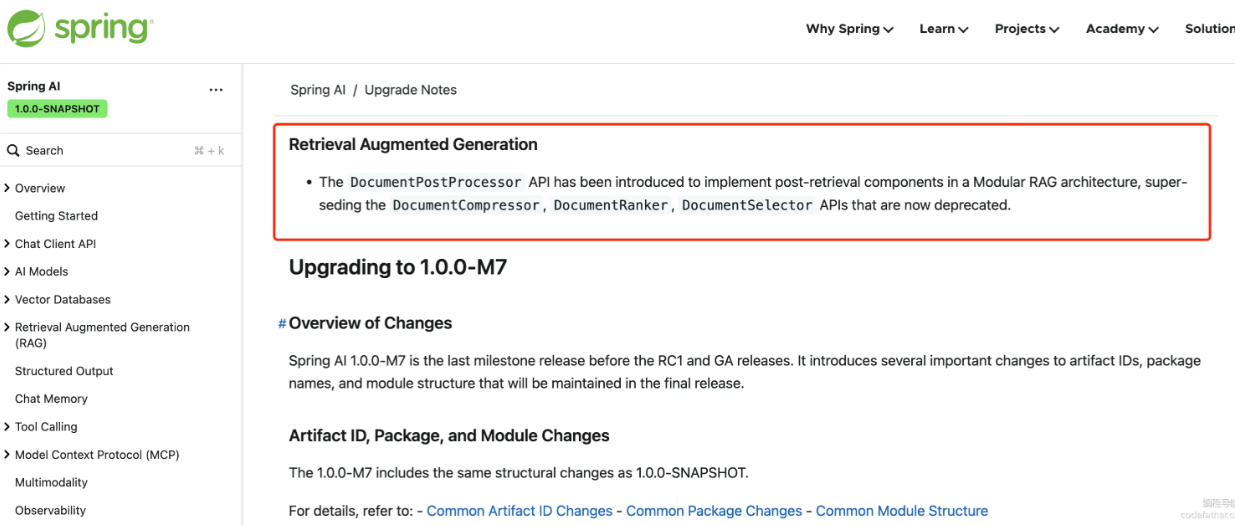 spring
Why Spring
Learn
Projects
Academy
Solution
Spring AI
...
1.0.0-SNAPSHOT
Search
⌘ + k
Overview
Getting Started
Chat Client API
AI Models
Vector Databases
Retrieval Augmented Generation
(RAG)
Structured Output
Chat Memory
Tool Calling
Model Context Protocol (MCP)
Multimodality
Observability
Spring AI / Upgrade Notes
Retrieval Augmented Generation
• The DocumentPostProcessor API has been introduced to implement post-retrieval components in a Modular RAG architecture, super-
seding the DocumentCompressor, DocumentRanker, DocumentSelector APIs that are now deprecated.
Upgrading to 1.0.0-M7
# Overview of Changes
Spring AI 1.0.0-M7 is the last milestone release before the RC1 and GA releases. It introduces several important changes to artifact IDs, package
names, and module structure that will be maintained in the final release.
Artifact ID, Package, and Module Changes
The 1.0.0-M7 includes the same structural changes as 1.0.0-SNAPSHOT.
For details, refer to: - Common Artifact ID Changes - Common Package Changes - Common Module Structure